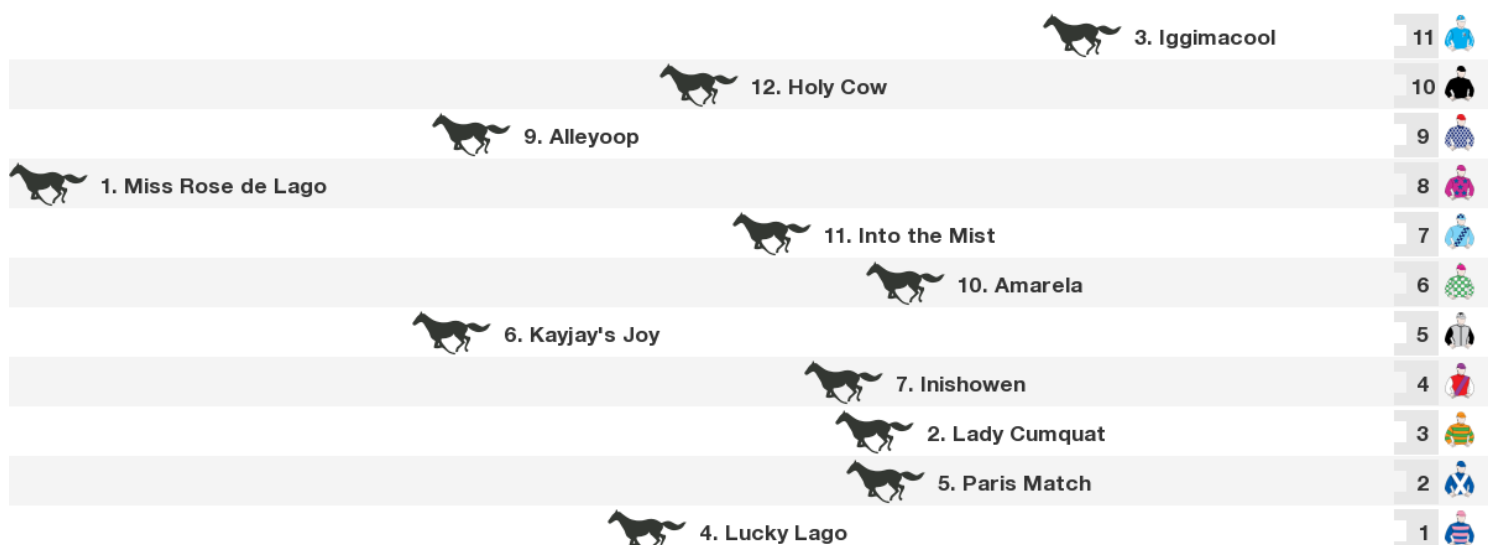 3. Iggimacool 11
12. Holy Cow 10
9. Alleyoop 9
1. Miss Rose de Lago 8
11. Into the Mist 7
10. Amarela 6
6. Kayjay's Joy 5
7. Inishowen 4
2. Lady Cumquat 3
5. Paris Match 2
4. Lucky Lago 1